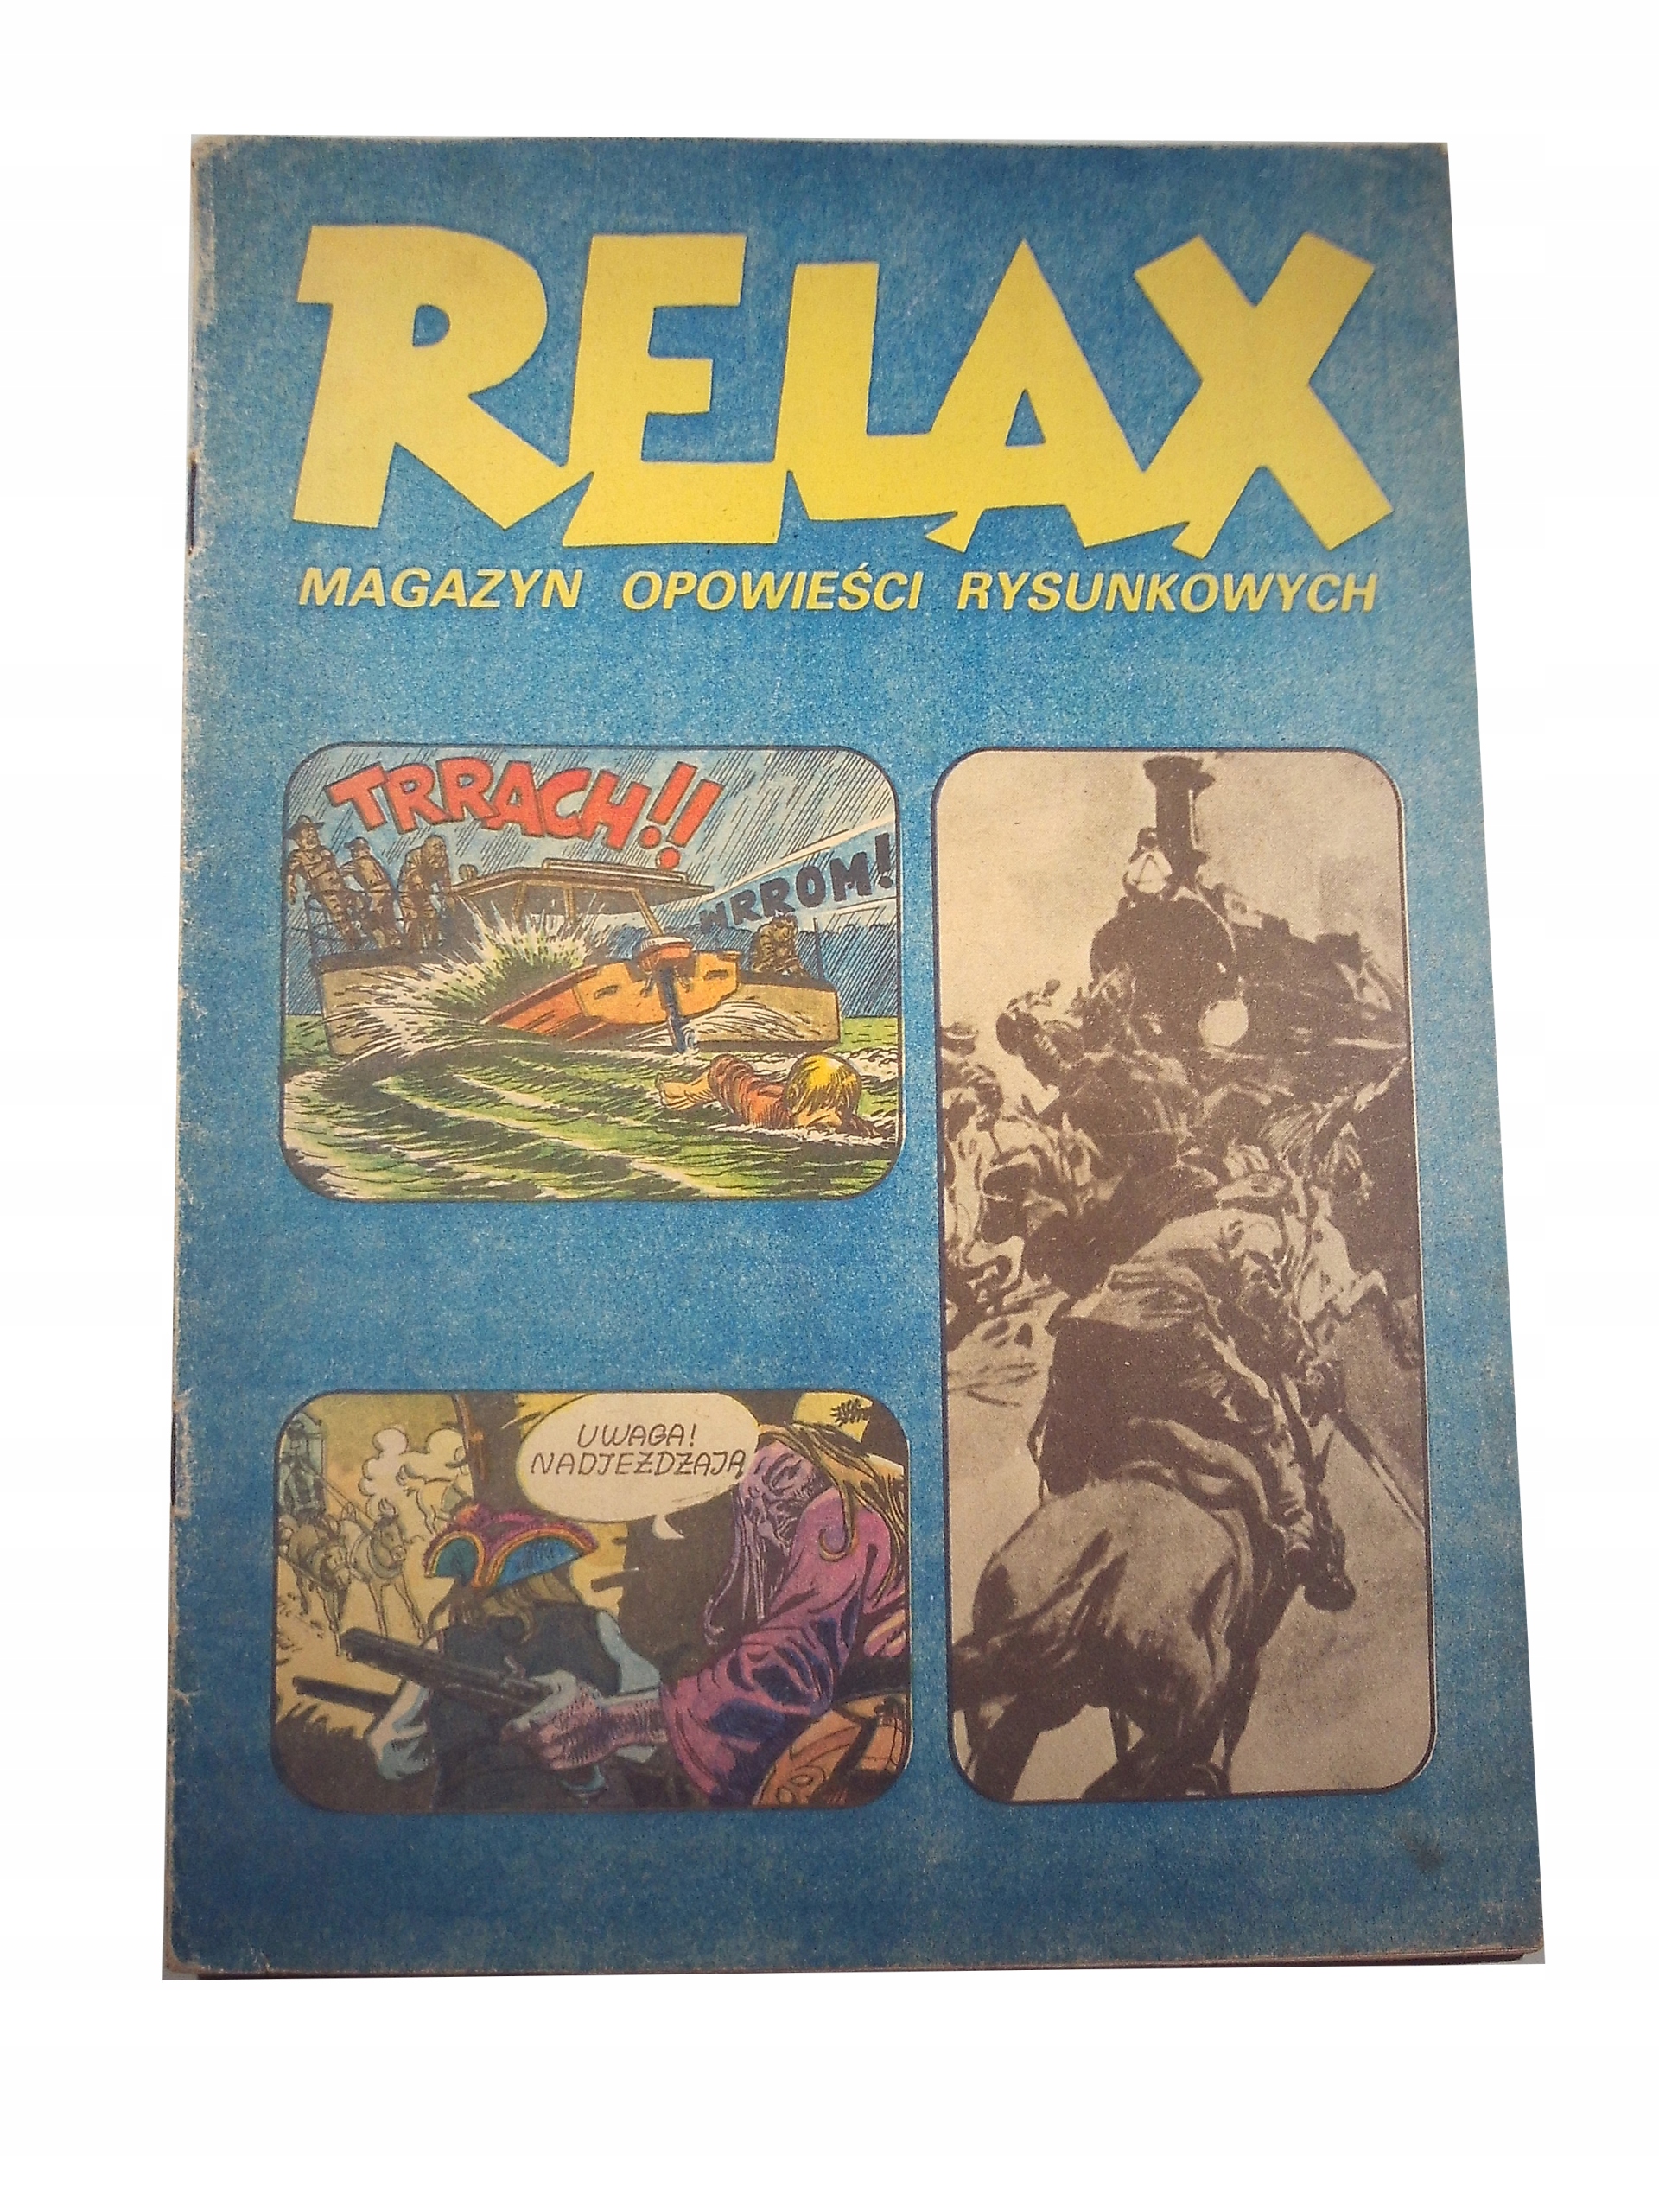 RELAX
MAGAZYN OPOWIEŚCI RYSUNKOWYCH
TRRACH!!
WRROM!
UWAGA!
NADJEŻDŻAJĄ